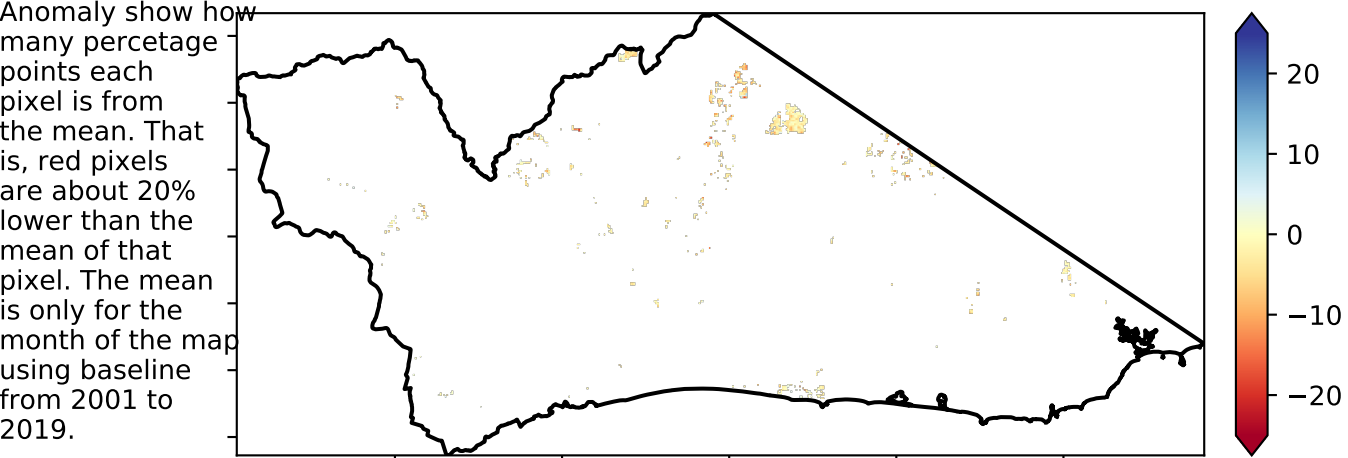 Anomaly show how
many percetage
points each
pixel is from
the mean. That
is, red pixels
are about 20%
lower than the
mean of that
pixel. The mean
is only for the
month of the map
using baseline
from 2001 to
2019.
20
10
0
−10
−20